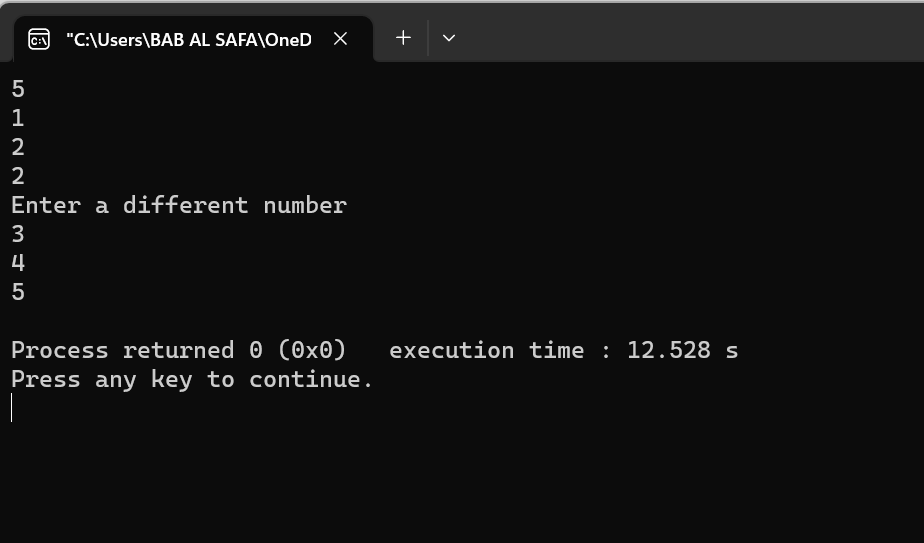 "C:\Users\BAB AL SAFA\OneD
5
1
2
2
Enter a different number
3
4
5
Process returned 0 (0x0)   execution time : 12.528 s
Press any key to continue.